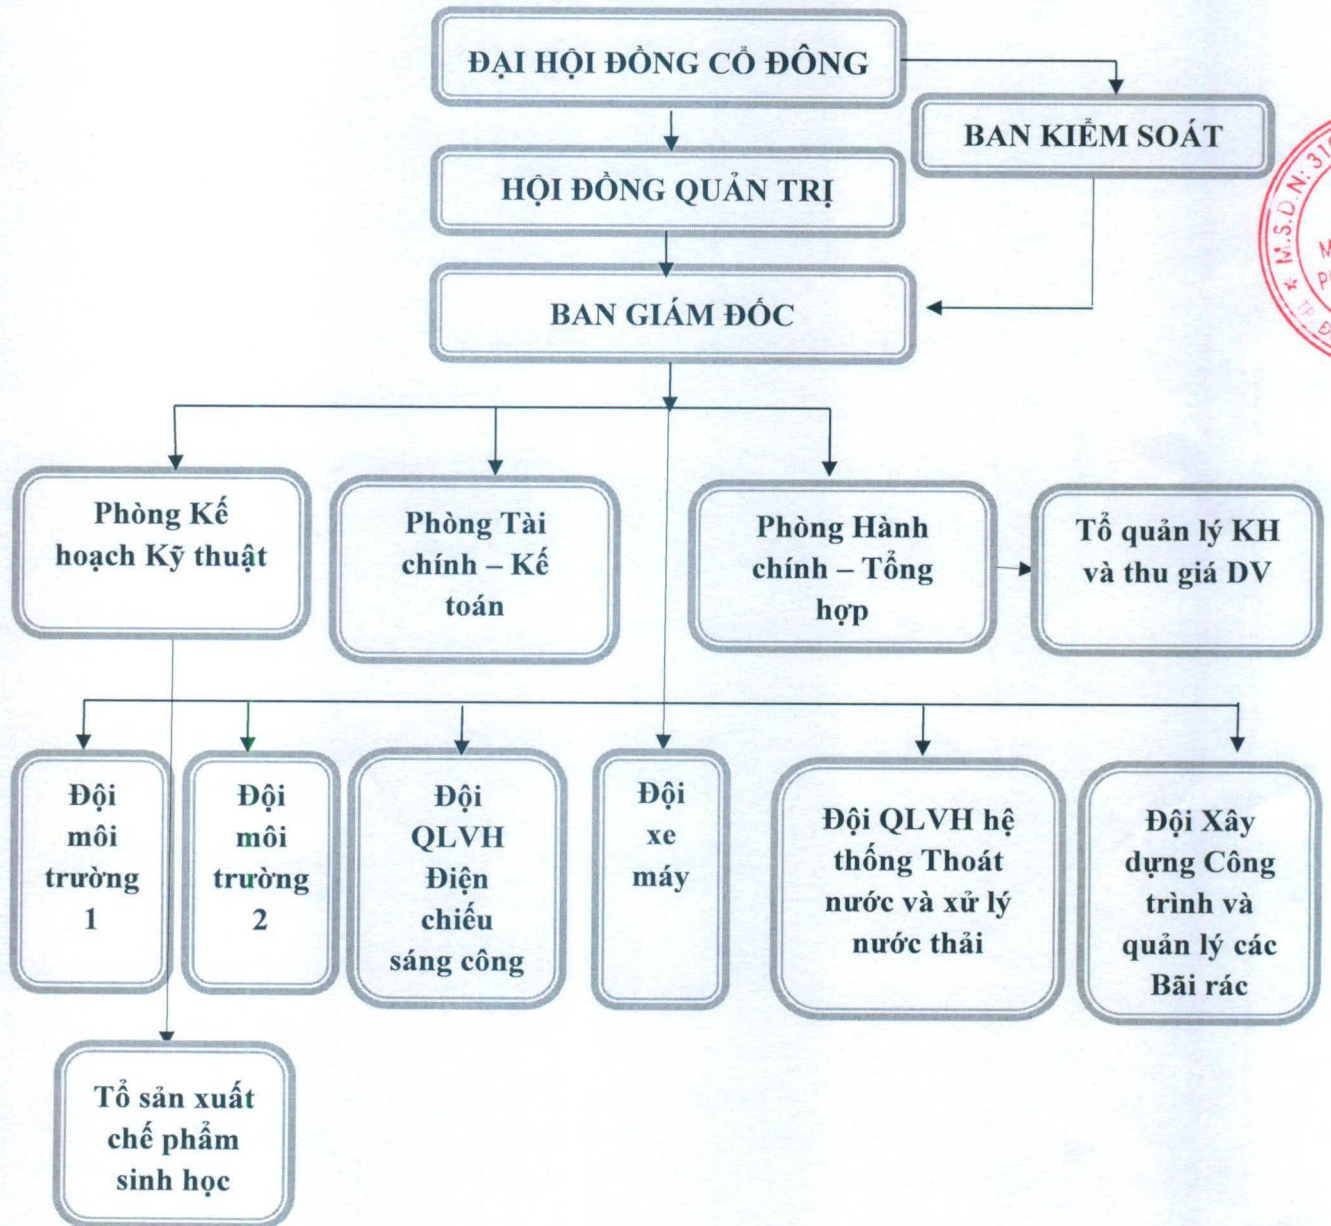 ĐẠI HỘI ĐỒNG CỔ ĐÔNG
BAN KIỂM SOÁT
HỘI ĐỒNG QUẢN TRỊ
BAN GIÁM ĐỐC
M.S.D.N: 310
TP. Đ
Phòng Kế
hoạch Kỹ thuật
Phòng Tài
chính – Kế
toán
Phòng Hành
chính – Tổng
hợp
Tổ quản lý KH
và thu giá DV
Đội
môi
trường
1
Đội
môi
trường
2
Đội
QLVH
Điện
chiếu
sáng công
Đội
xe
máy
Đội QLVH hệ
thống Thoát
nước và xử lý
nước thải
Đội Xây
dựng Công
trình và
quản lý các
Bãi rác
Tổ sản xuất
chế phẩm
sinh học